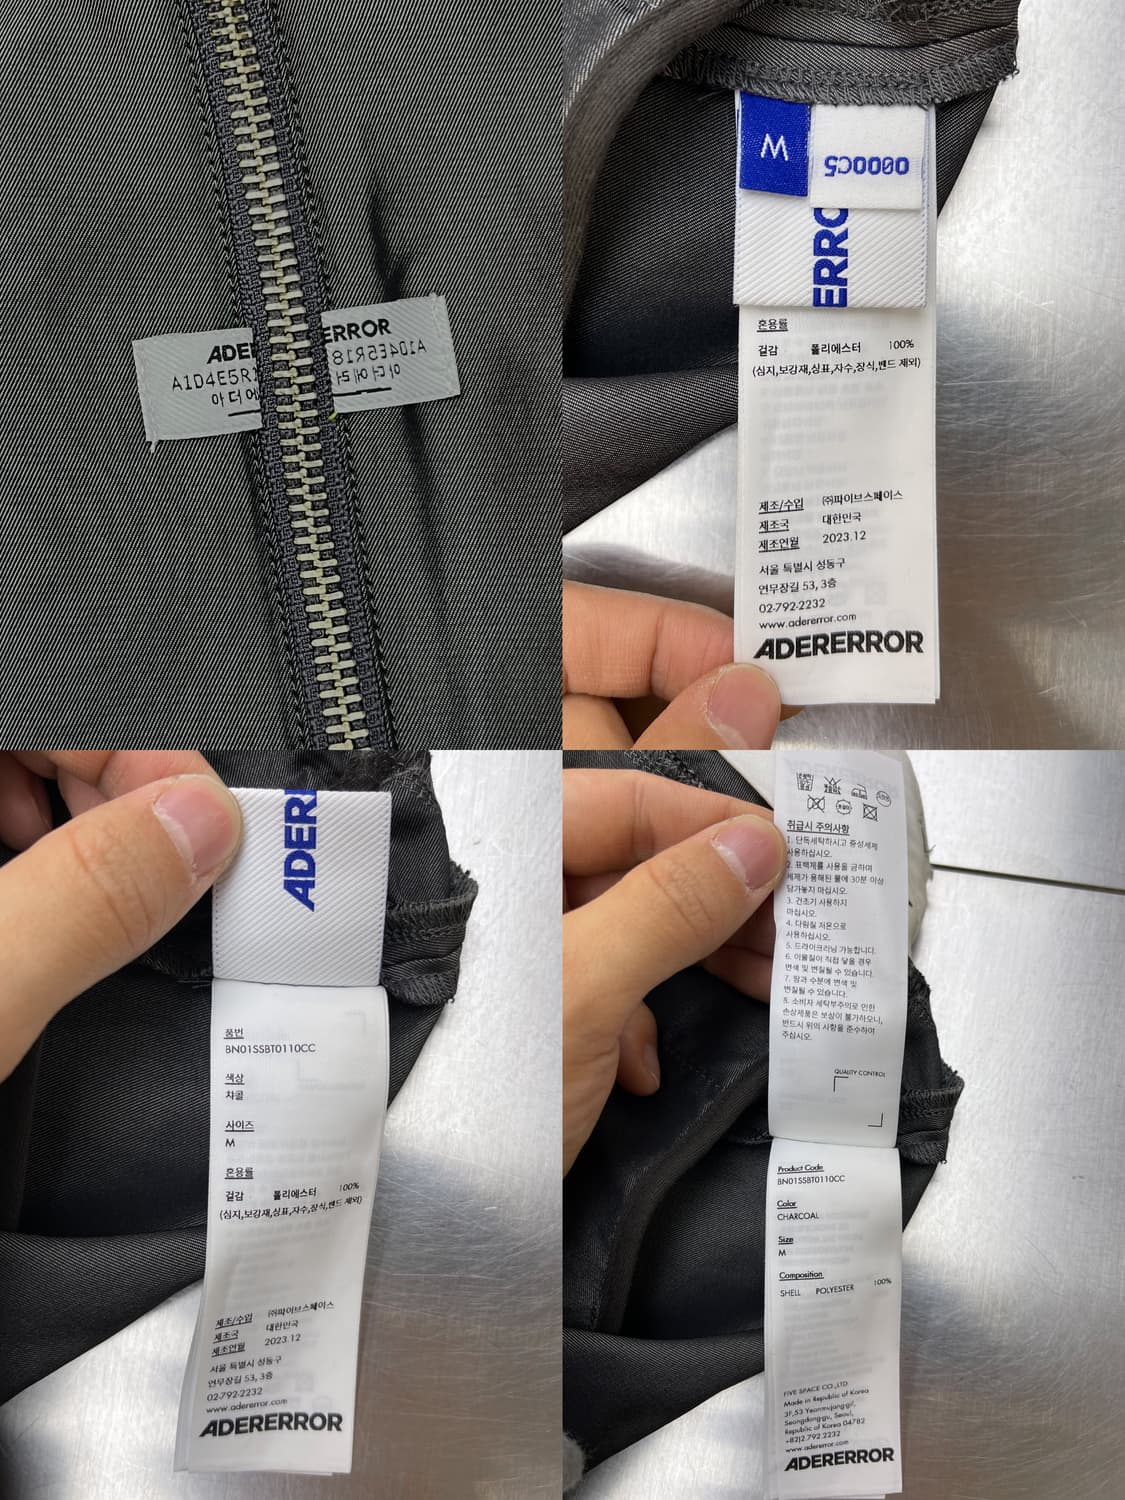 ADE
ERROR
A1D4E5R1
A1D4E5R18
아더에
아더에러
M
0000C5
ERRO
혼용률
겉감 폴리에스터 100%
(심지,보강재,상표,자수,장식,밴드 제외)
제조/수입 ㈜파이브스페이스
제조국 대한민국
제조연월 2023.12
서울 특별시 성동구
연무장길 53, 3층
02-792-2232
www.adererror.com
ADERERROR
ADER
품번
BN01SSBT0110CC
색상
차콜
사이즈
M
혼용률
겉감 폴리에스터 100%
(심지,보강재,상표,자수,장식,밴드 제외)
제조/수입 ㈜파이브스페이스
제조국 대한민국
제조연월 2023.12
서울 특별시 성동구
연무장길 53, 3층
02-792-2232
www.adererror.com
ADERERROR
취급시 주의사항
1. 단독세탁하시고 중성세제
사용하십시오.
2. 표백제를 사용을 금하며
세제가 용해된 물에 30분 이상
담가놓지 마십시오.
3. 건조기 사용하지
마십시오.
4. 다림질 저온으로
사용하십시오.
5. 드라이크리닝 가능합니다.
6. 이물질이 직접 닿을 경우
변색 및 변질될 수 있습니다.
7. 땀과 수분에 변색 및
변질될 수 있습니다.
8. 소비자 세탁부주의로 인한
손상제품은 보상이 불가하오니,
반드시 위의 사항을 준수하여
주십시오.
QUALITY CONTROL
Product Code
BN01SSBT0110CC
Color
CHARCOAL
Size
M
Composition
SHELL POLYESTER 100%
FIVE SPACE CO.,LTD
Made in Republic of Korea
3F,53 Yeonmujang-gil,
Seongdong-gu, Seoul,
Republic of Korea 04782
+82)2.792.2232
www.adererror.com
ADERERROR